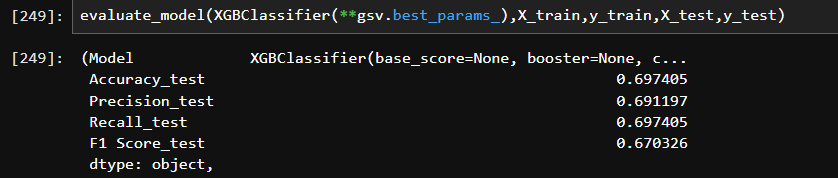 [249]: evaluate_model(XGBClassifier(**gsv.best_params_),X_train,y_train,X_test,y_test)
[249]: (Model XGBClassifier(base_score=None, booster=None, c...
Accuracy_test 0.697405
Precision_test 0.691197
Recall_test 0.697405
F1 Score_test 0.670326
dtype: object,